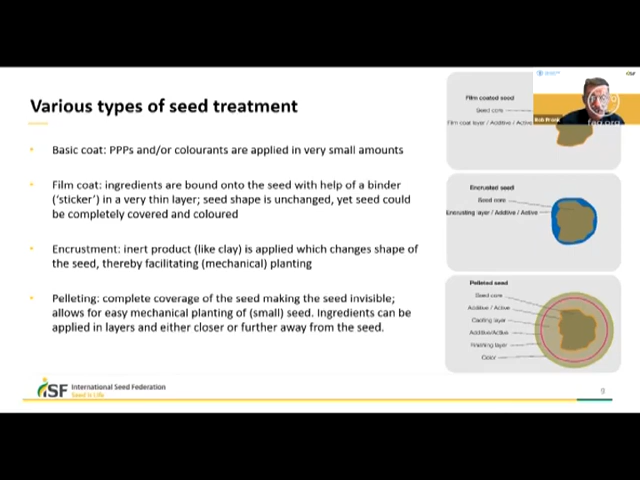 Various types of seed treatment
Basic coat: PPPs and/or colourants are applied in very small amounts
Film coat: ingredients are bound onto the seed with help of a binder
('sticker') in a very thin layer; seed shape is unchanged, yet seed could
be completely covered and coloured
Encrustment: inert product (like clay) is applied which changes shape of
the seed, thereby facilitating (mechanical) planting
Pelleting: complete coverage of the seed making the seed invisible;
allows for easy mechanical planting of (small) seed. Ingredients can be
applied in layers and either closer or further away from the seed.
Film coated seed
Seed core
Film coat layer / Additive / Active
fao.org
Encrusted seed
Seed core
Encrusting layer / Additive / Active
Pelleted seed
Seed core
Additive / Active
Coating layer
Additive/Active
Finishing layer
Color
ISF
International Seed Federation
Seed is Life
9